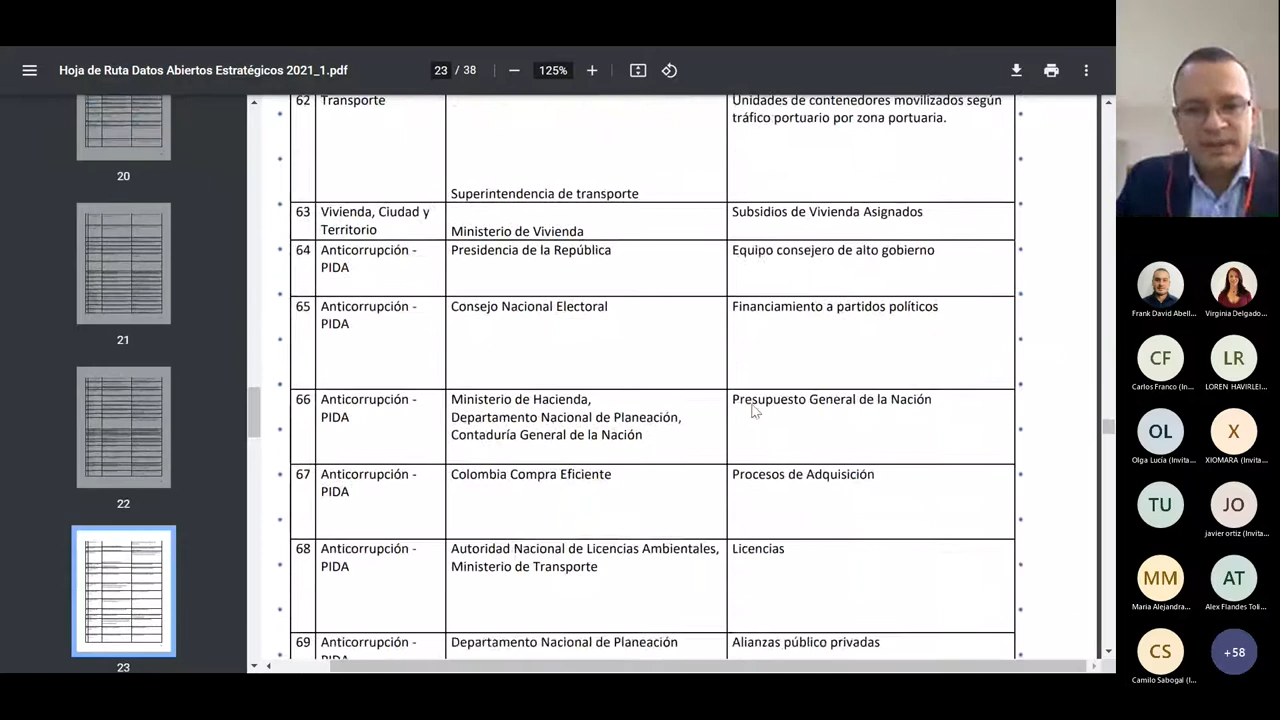 Hoja de Ruta Datos Abiertos Estratégicos 2021_1.pdf
23 / 38
125%
62
Transporte
Superintendencia de transporte
Unidades de contenedores movilizados según
tráfico portuario por zona portuaria.
63
Vivienda, Ciudad y
Territorio
Ministerio de Vivienda
Subsidios de Vivienda Asignados
64
Anticorrupción -
PIDA
Presidencia de la República
Equipo consejero de alto gobierno
65
Anticorrupción -
PIDA
Consejo Nacional Electoral
Financiamiento a partidos políticos
66
Anticorrupción -
PIDA
Ministerio de Hacienda,
Departamento Nacional de Planeación,
Contaduría General de la Nación
Presupuesto General de la Nación
67
Anticorrupción -
PIDA
Colombia Compra Eficiente
Procesos de Adquisición
68
Anticorrupción -
PIDA
Autoridad Nacional de Licencias Ambientales,
Ministerio de Transporte
Licencias
69
Anticorrupción -
PIDA
Departamento Nacional de Planeación
Alianzas público privadas
20
21
22
23
Frank David Abell...
Virginia Delgado...
CF
Carlos Franco (In...
LR
LOREN HAVIRLEI...
OL
Olga Lucía (Invita...
X
XIOMARA (Invita...
TU
JO
javier ortiz (Invita...
MM
Maria Alejandra...
AT
Alex Flandes Toli...
CS
Camilo Sabogal (I...
+58